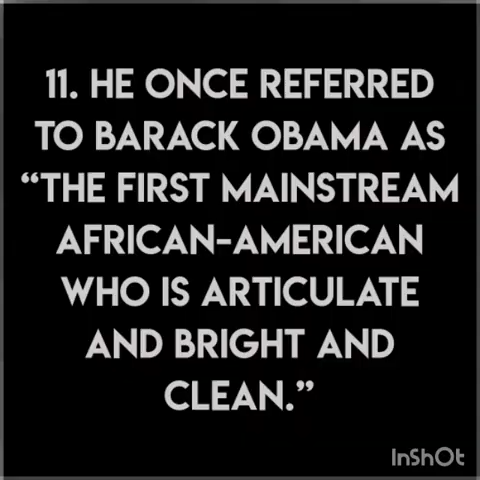 11. HE ONCE REFERRED
TO BARACK OBAMA AS
“THE FIRST MAINSTREAM
AFRICAN-AMERICAN
WHO IS ARTICULATE
AND BRIGHT AND
CLEAN.”
InShOt